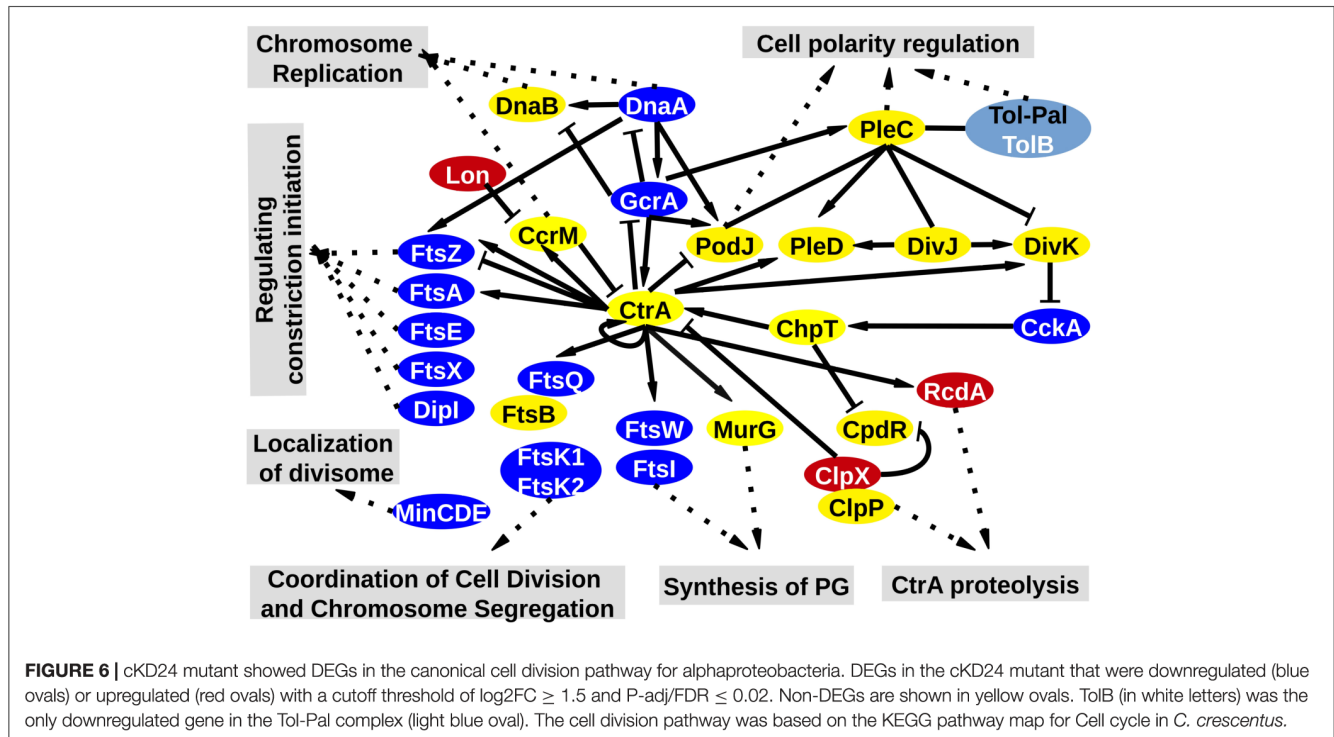 Chromosome
Replication
Cell polarity regulation
DnaB
DnaA
PleC
Tol-Pal
TolB
Lon
GcrA
Regulating
constriction initiation
CcrM
PodJ
PleD
DivJ
DivK
FtsZ
FtsA
CtrA
ChpT
CckA
FtsE
FtsX
FtsQ
RcdA
DipI
FtsB
FtsW
MurG
CpdR
Localization
of divisome
FtsK1
FtsK2
FtsI
ClpX
ClpP
MinCDE
Coordination of Cell Division
and Chromosome Segregation
Synthesis of PG
CtrA proteolysis
FIGURE 6 | cKD24 mutant showed DEGs in the canonical cell division pathway for alphaproteobacteria. DEGs in the cKD24 mutant that were downregulated (blue
ovals) or upregulated (red ovals) with a cutoff threshold of log2FC ≥ 1.5 and P-adj/FDR ≤ 0.02. Non-DEGs are shown in yellow ovals. TolB (in white letters) was the
only downregulated gene in the Tol-Pal complex (light blue oval). The cell division pathway was based on the KEGG pathway map for Cell cycle in C. crescentus.